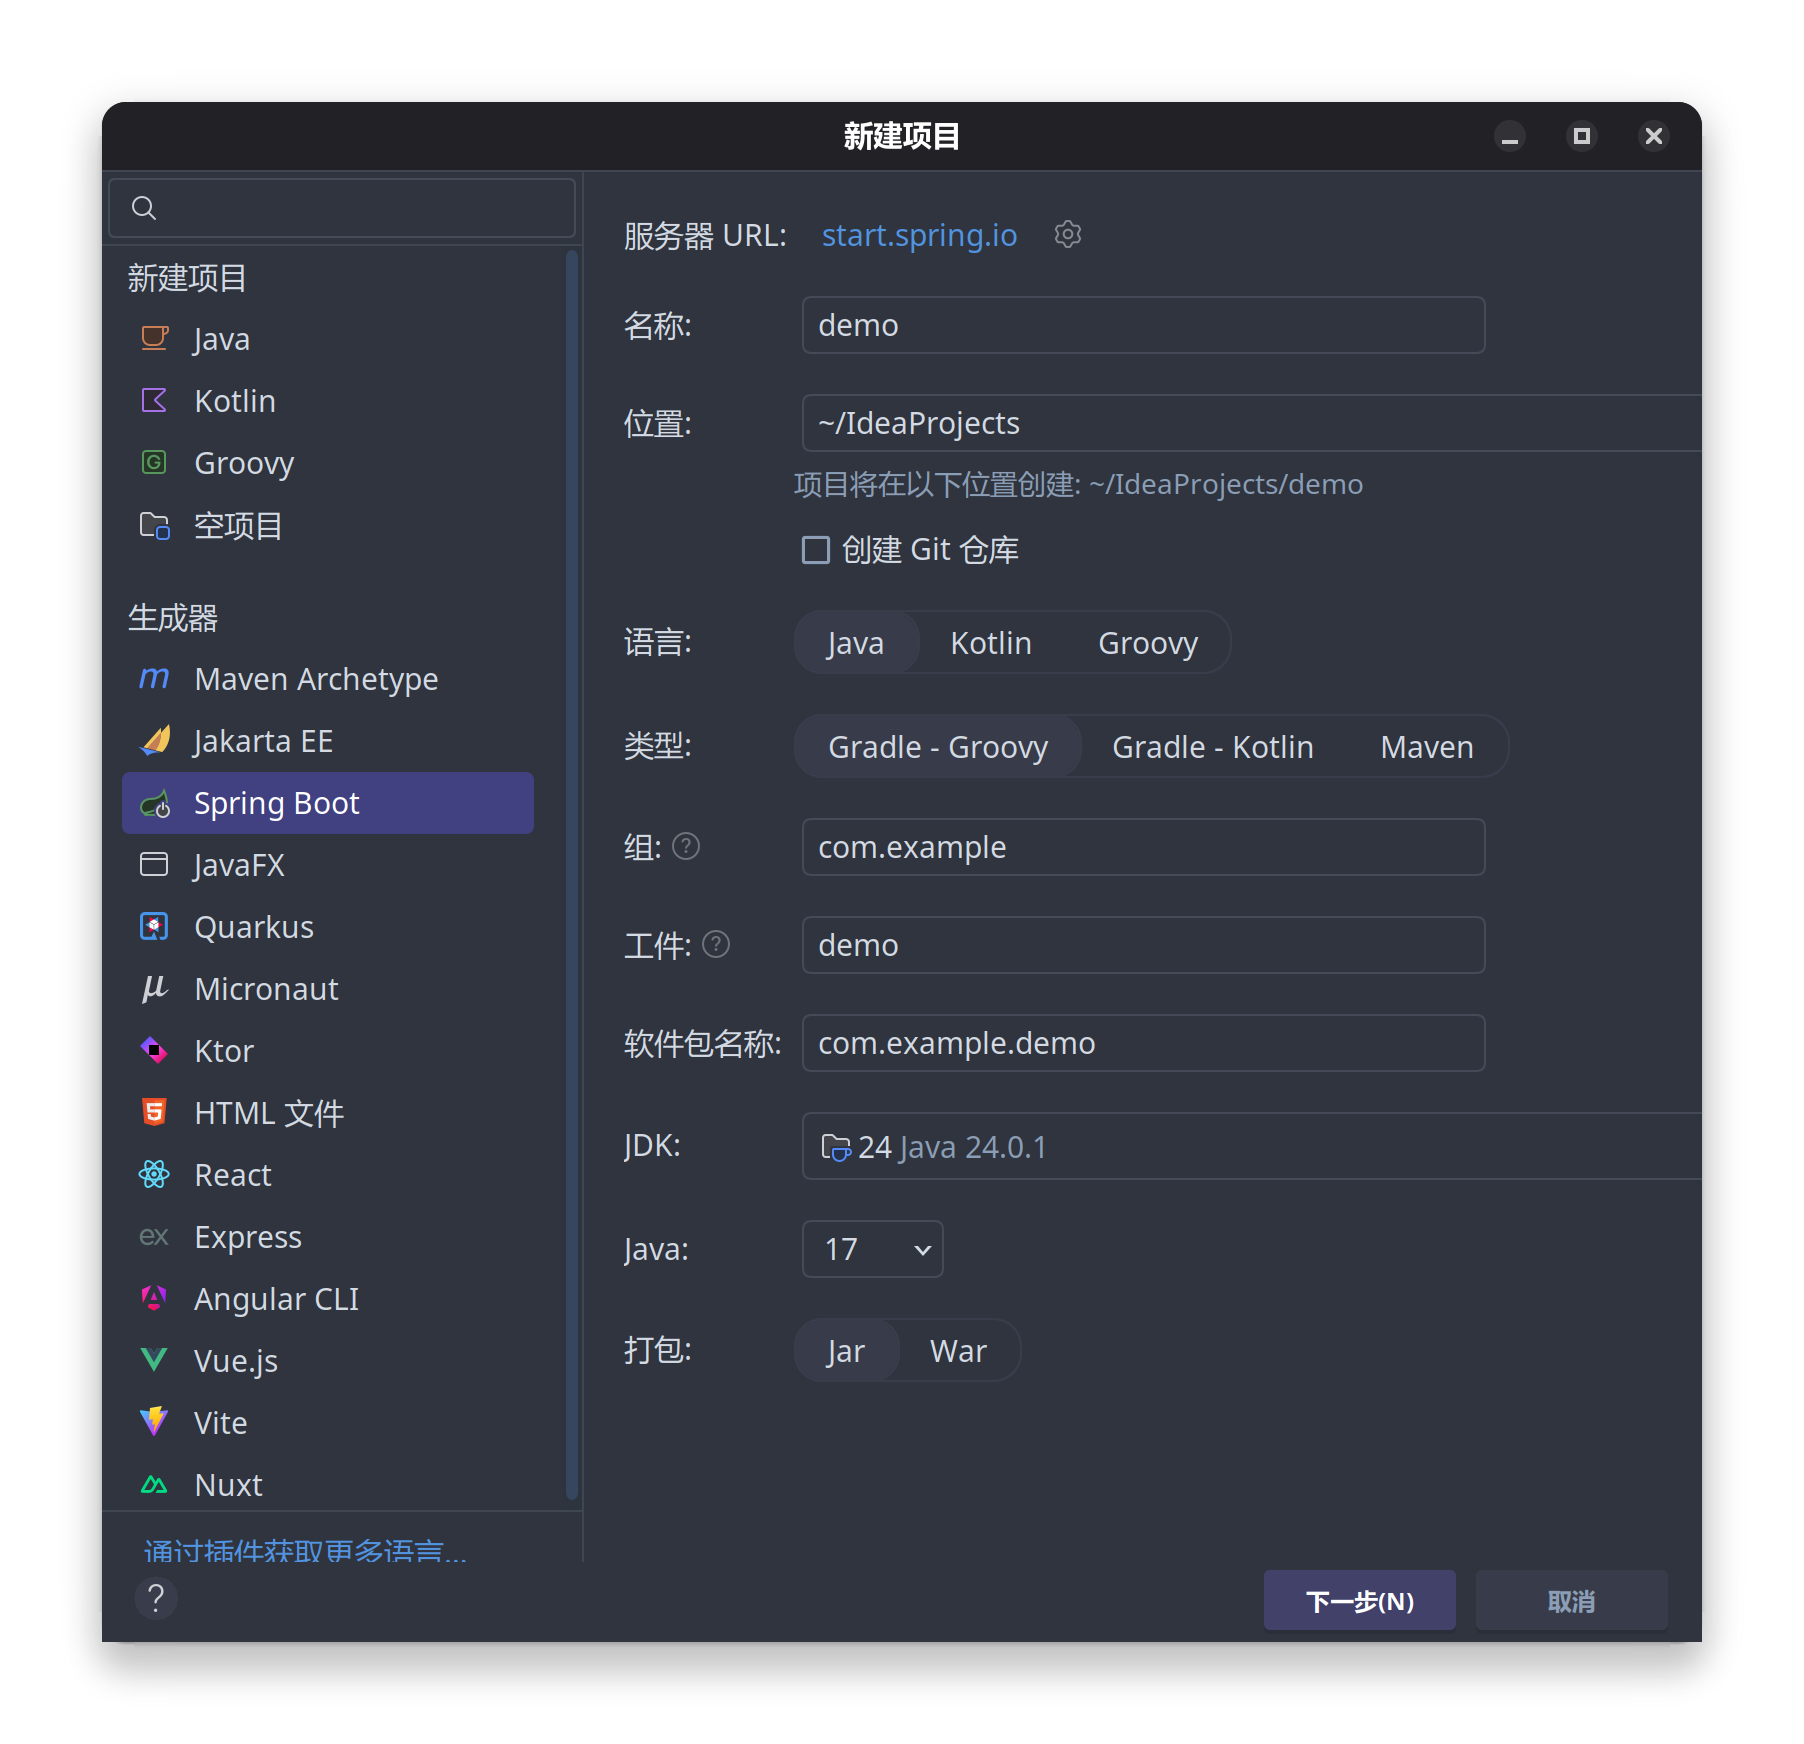 新建项目
新建项目
Java
Kotlin
Groovy
空项目
生成器
Maven Archetype
Jakarta EE
Spring Boot
JavaFX
Quarkus
Micronaut
Ktor
HTML 文件
React
Express
Angular CLI
Vue.js
Vite
Nuxt
通过插件获取更多语言...
服务器 URL: start.spring.io
名称: demo
位置: ~/IdeaProjects
项目将在以下位置创建: ~/IdeaProjects/demo
创建 Git 仓库
语言: Java Kotlin Groovy
类型: Gradle - Groovy Gradle - Kotlin Maven
组: com.example
工件: demo
软件包名称: com.example.demo
JDK: 24 Java 24.0.1
Java: 17
打包: Jar War
下一步(N) 取消